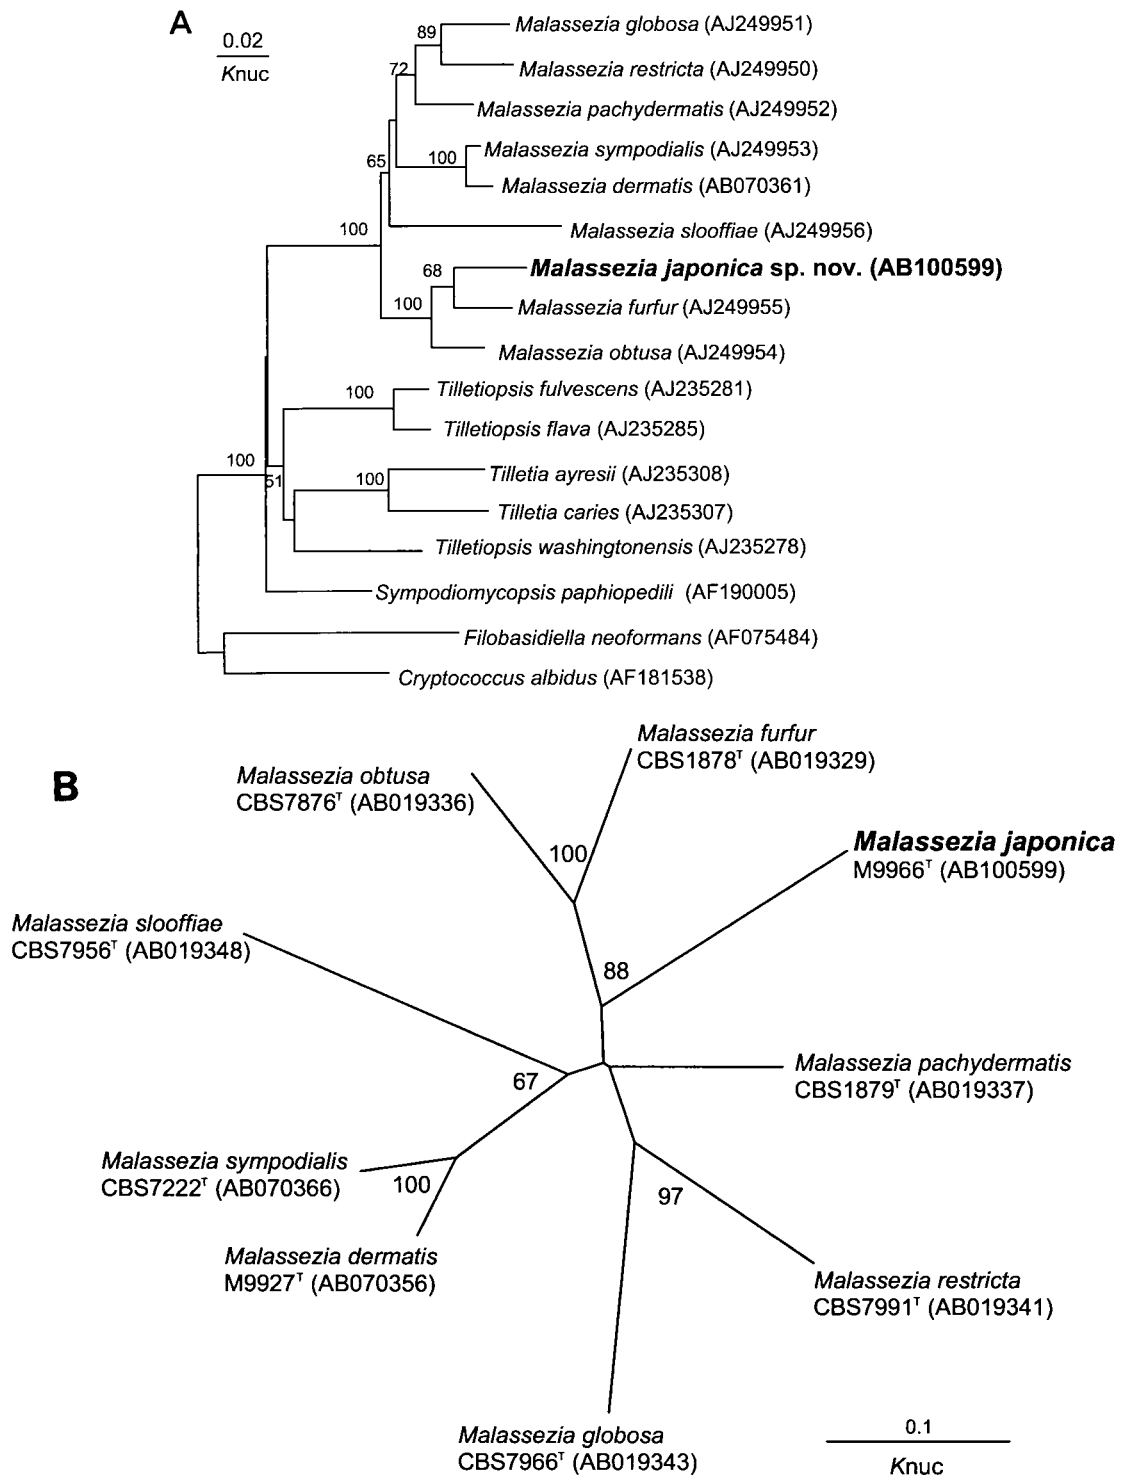 A
0.02
Knuc
89
Malassezia globosa (AJ249951)
Malassezia restricta (AJ249950)
72
Malassezia pachydermatis (AJ249952)
100
Malassezia sympodialis (AJ249953)
Malassezia dermatis (AB070361)
65
Malassezia slooffiae (AJ249956)
100
68
Malassezia japonica sp. nov. (AB100599)
100
Malassezia furfur (AJ249955)
Malassezia obtusa (AJ249954)
100
Tilletiopsis fulvescens (AJ235281)
Tilletiopsis flava (AJ235285)
100
51
100
Tilletia ayresii (AJ235308)
Tilletia caries (AJ235307)
Tilletiopsis washingtonensis (AJ235278)
Sympodiomycopsis paphiopedili (AF190005)
Filobasidiella neoformans (AF075484)
Cryptococcus albidus (AF181538)
B
Malassezia furfur
CBS1878T (AB019329)
Malassezia obtusa
CBS7876T (AB019336)
100
Malassezia japonica
M9966T (AB100599)
Malassezia slooffiae
CBS7956T (AB019348)
88
Malassezia pachydermatis
CBS1879T (AB019337)
67
Malassezia sympodialis
CBS7222T (AB070366)
100
97
Malassezia dermatis
M9927T (AB070356)
Malassezia restricta
CBS7991T (AB019341)
Malassezia globosa
CBS7966T (AB019343)
0.1
Knuc